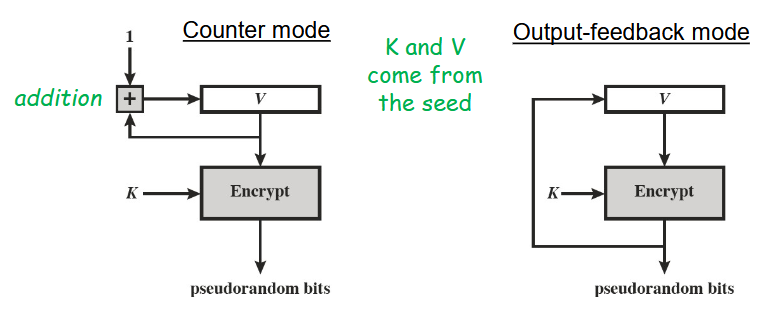 Counter mode
1
addition
+
V
K
Encrypt
pseudorandom bits
K and V
come from
the seed
Output-feedback mode
V
K
Encrypt
pseudorandom bits